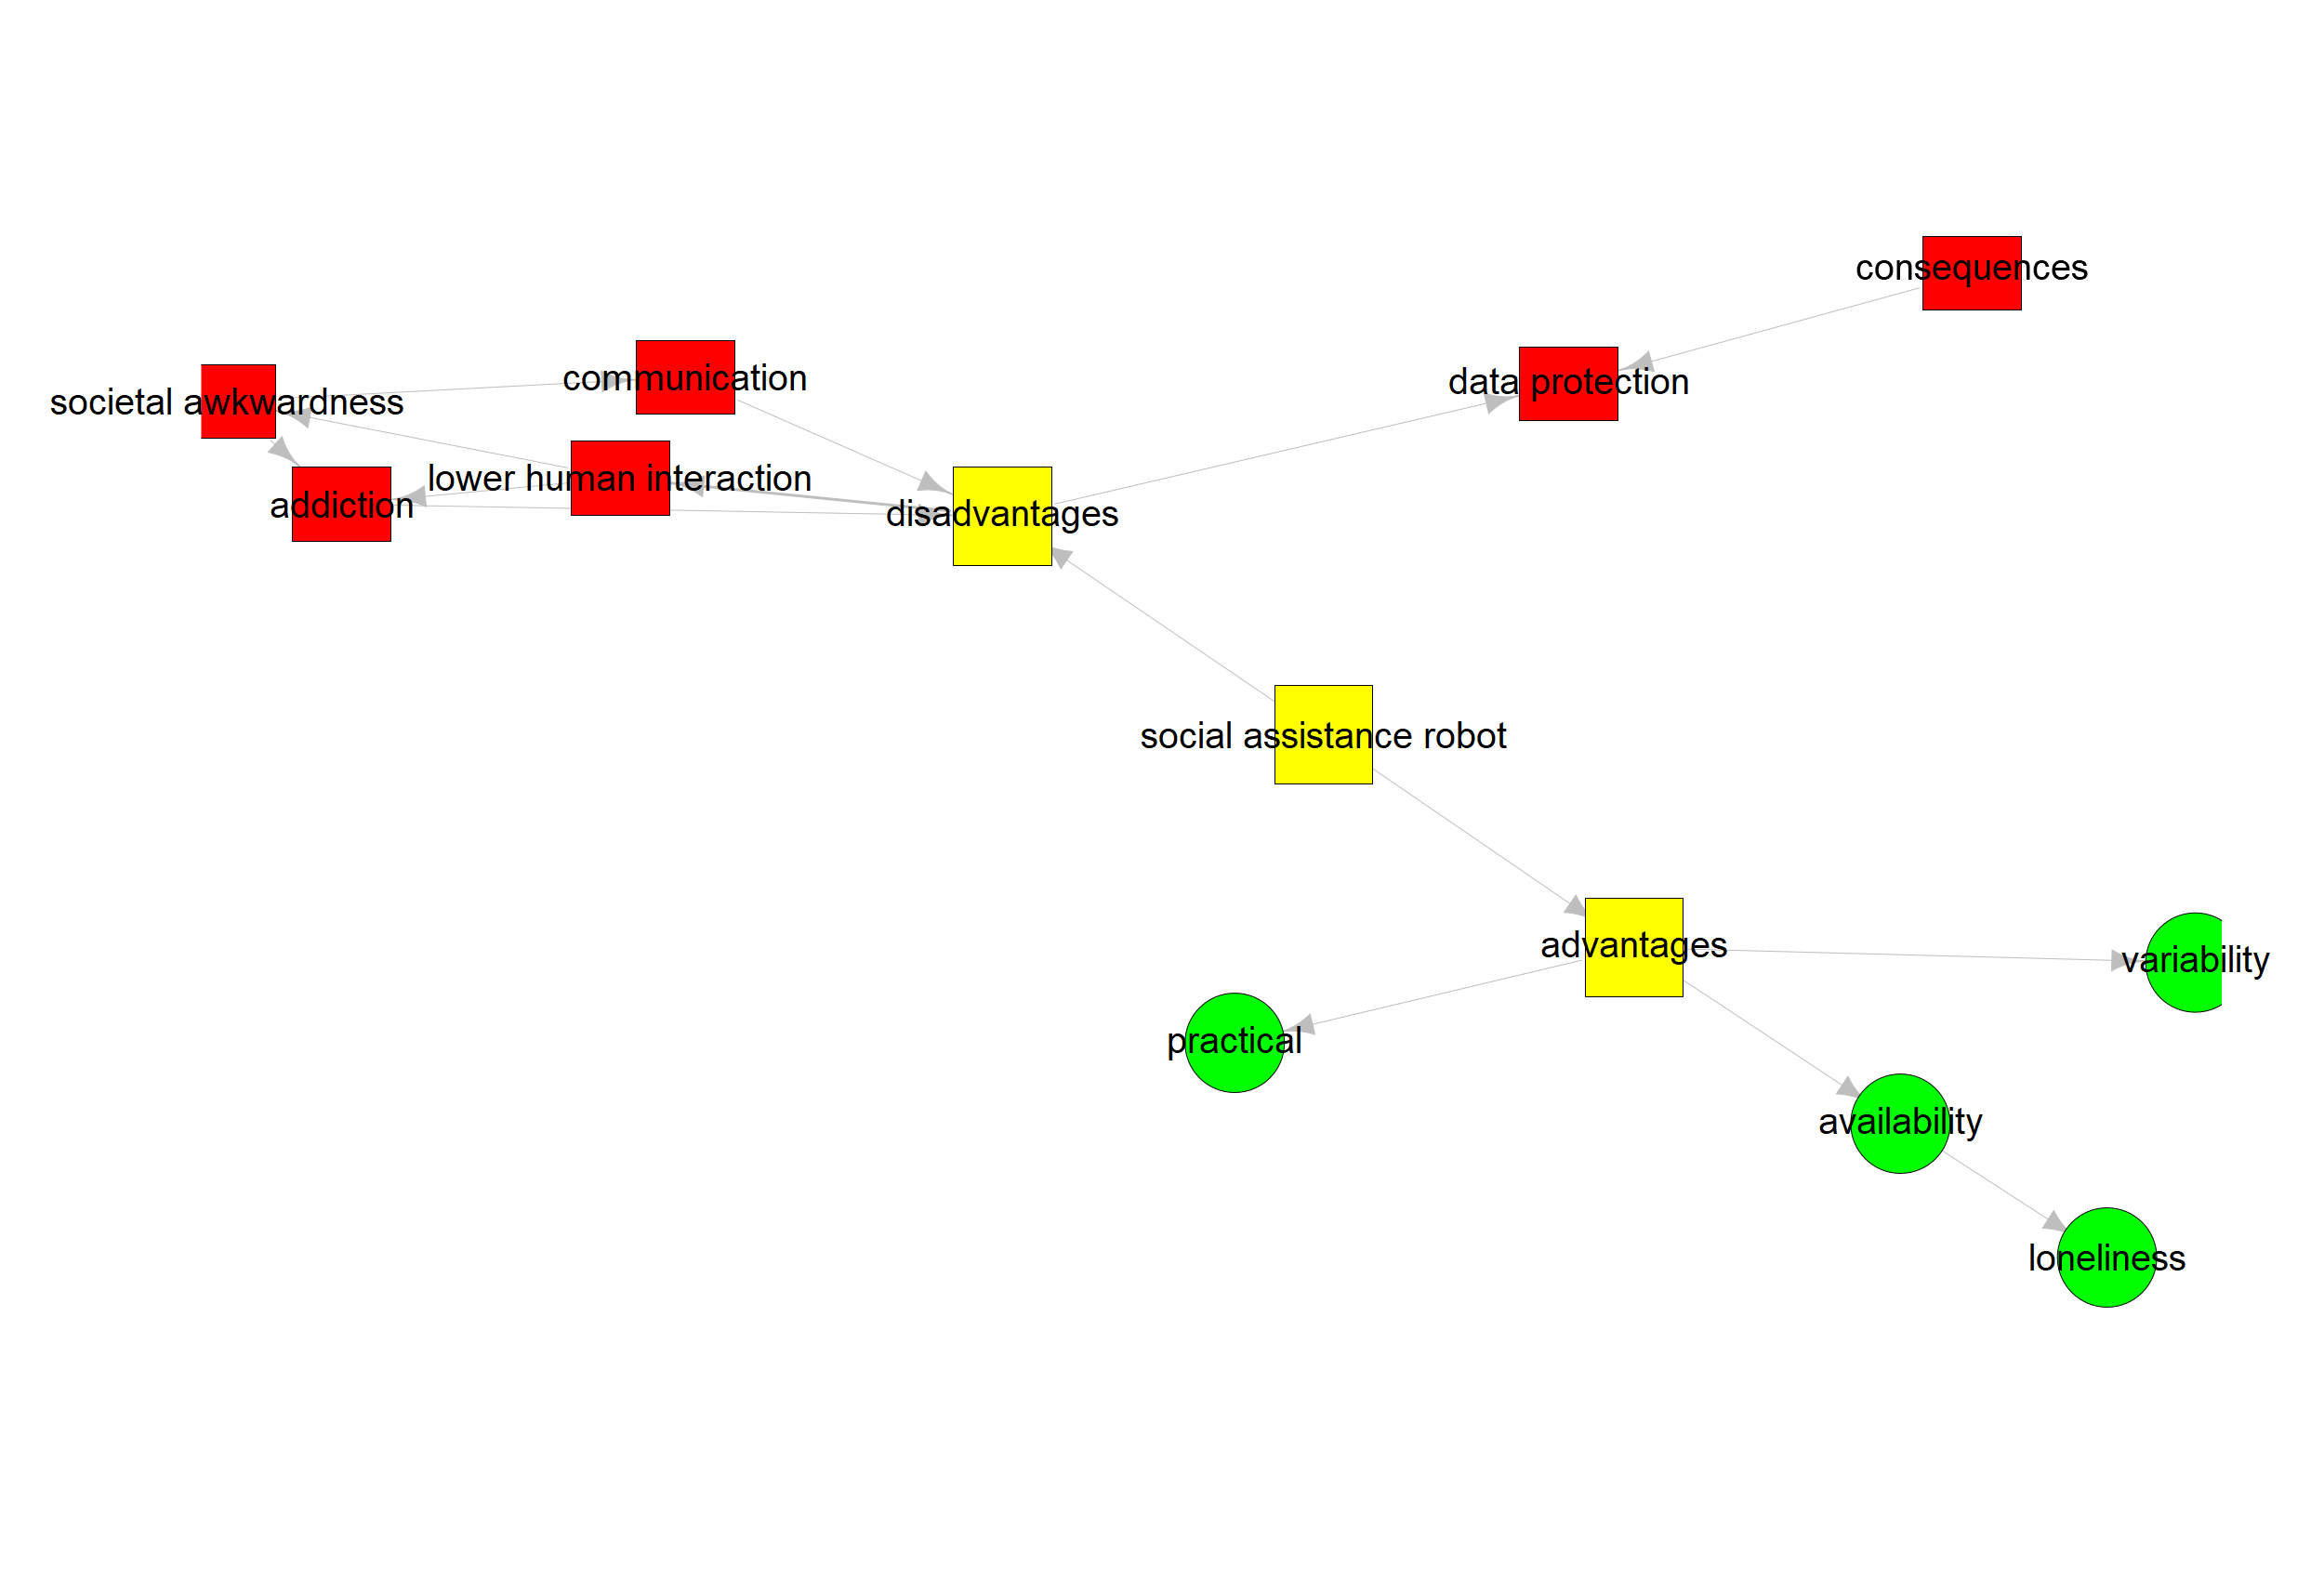 consequences
communication
data protection
societal awkwardness
lower human interaction
addiction
disadvantages
social assistance robot
advantages
variability
practical
availability
loneliness